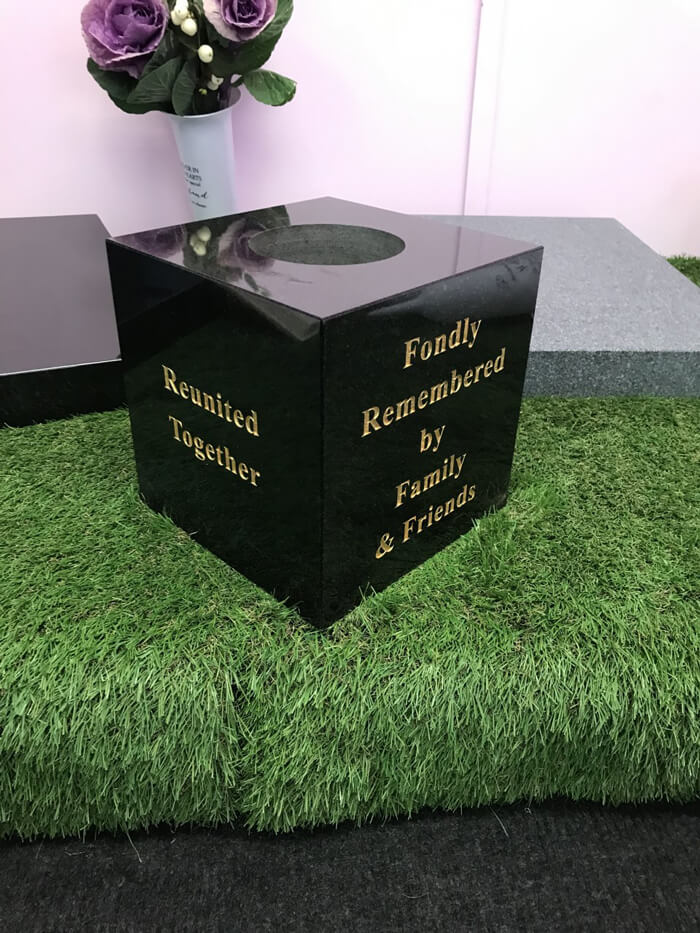 Reunited
Together
Fondly
Remembered
by
Family
& Friends